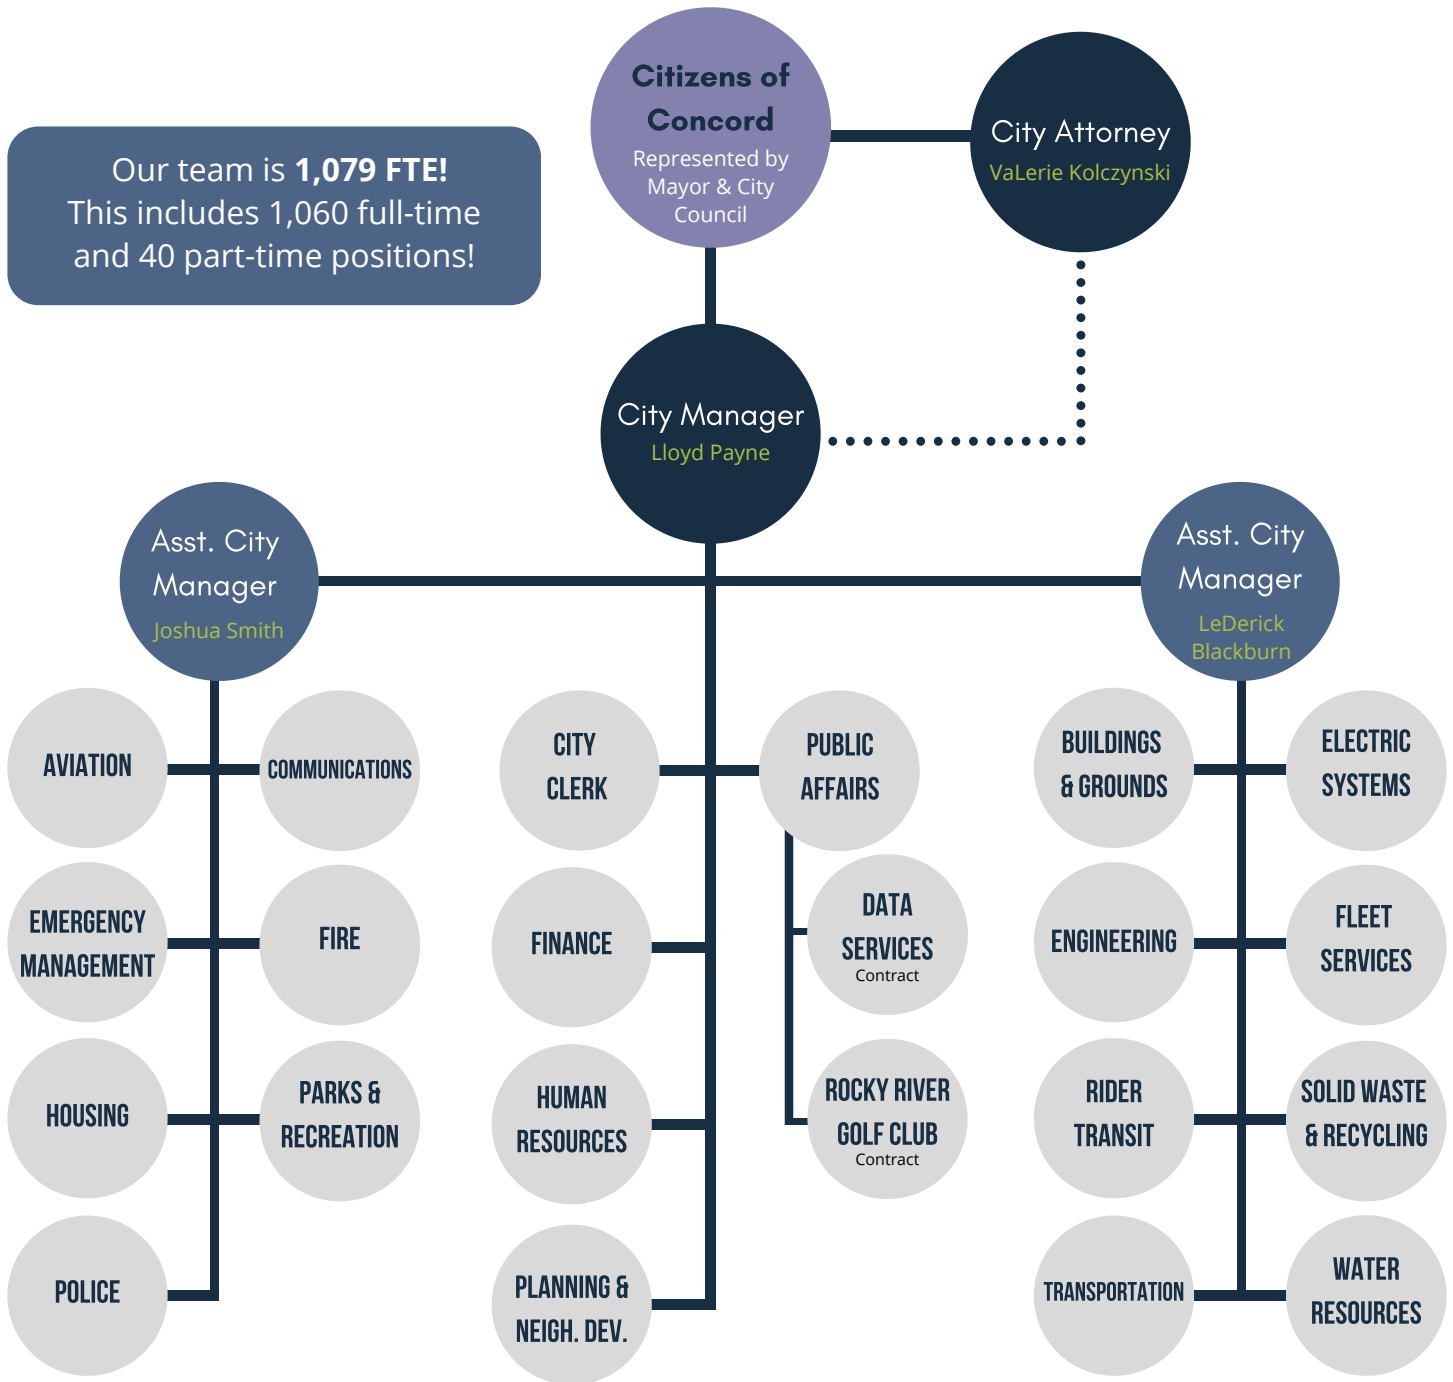 Citizens of
Concord
Represented by
Mayor & City
Council
City Attorney
VaLerie Kolczynski
Our team is 1,079 FTE!
This includes 1,060 full-time
and 40 part-time positions!
City Manager
Lloyd Payne
Asst. City
Manager
Joshua Smith
Asst. City
Manager
LeDerick
Blackburn
AVIATION
COMMUNICATIONS
EMERGENCY
MANAGEMENT
FIRE
HOUSING
PARKS &
RECREATION
POLICE
CITY
CLERK
PUBLIC
AFFAIRS
FINANCE
DATA
SERVICES
Contract
HUMAN
RESOURCES
ROCKY RIVER
GOLF CLUB
Contract
PLANNING &
NEIGH. DEV.
BUILDINGS
& GROUNDS
ELECTRIC
SYSTEMS
ENGINEERING
FLEET
SERVICES
RIDER
TRANSIT
SOLID WASTE
& RECYCLING
TRANSPORTATION
WATER
RESOURCES